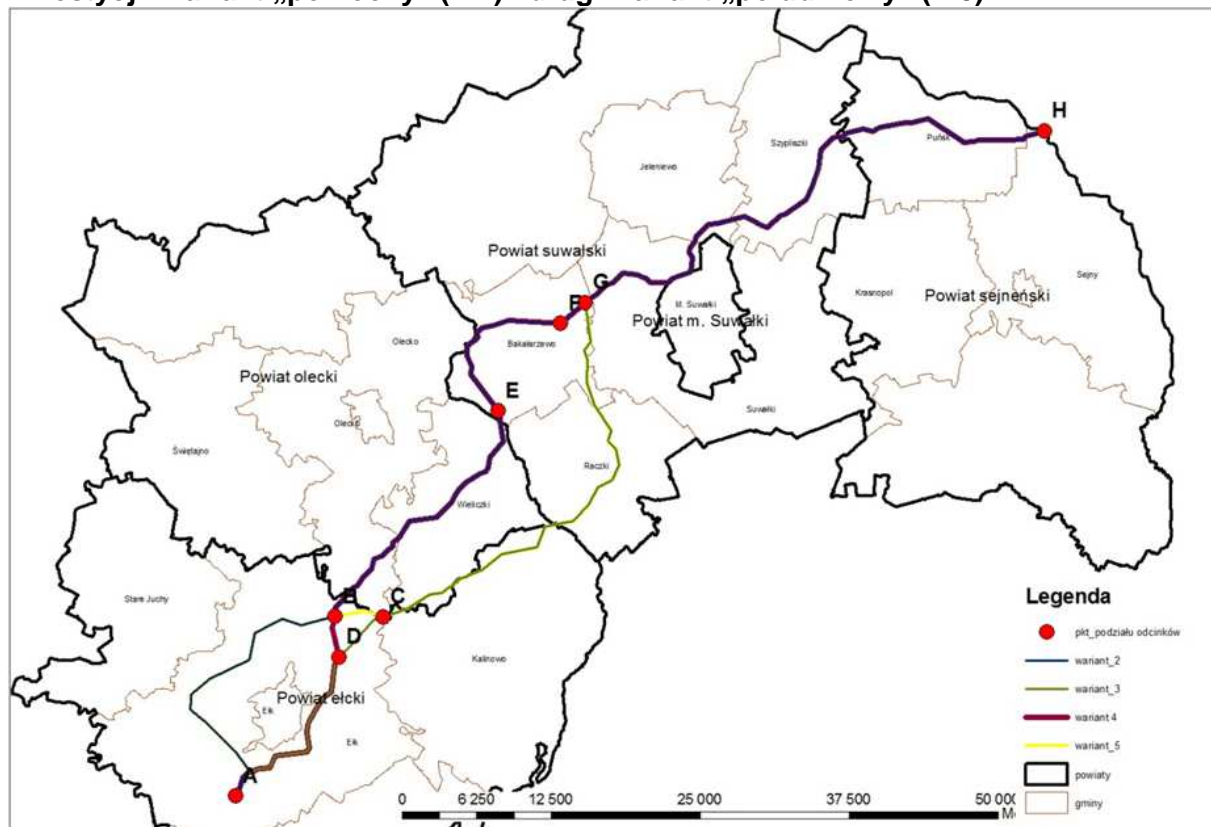 H
Puńsk
Szypliszki
Jeleniewo
Powiat suwalski
Sejny
Krasnopol
Powiat sejneński
G
F
M. Suwałki
Powiat m. Suwałki
Bakałarzewo
Olecko
Powiat olecki
E
Suwałki
Olecko
Świętajno
Raczki
Wieliczki
Stare Juchy
B
C
D
Kalinowo
Powiat ełcki
Ełk
Ełk
A
Legenda
pkt_podziału odcinków
wariant_2
wariant_3
wariant 4
wariant_5
powiaty
gminy
0 6 250 12 500 25 000 37 500 50 000